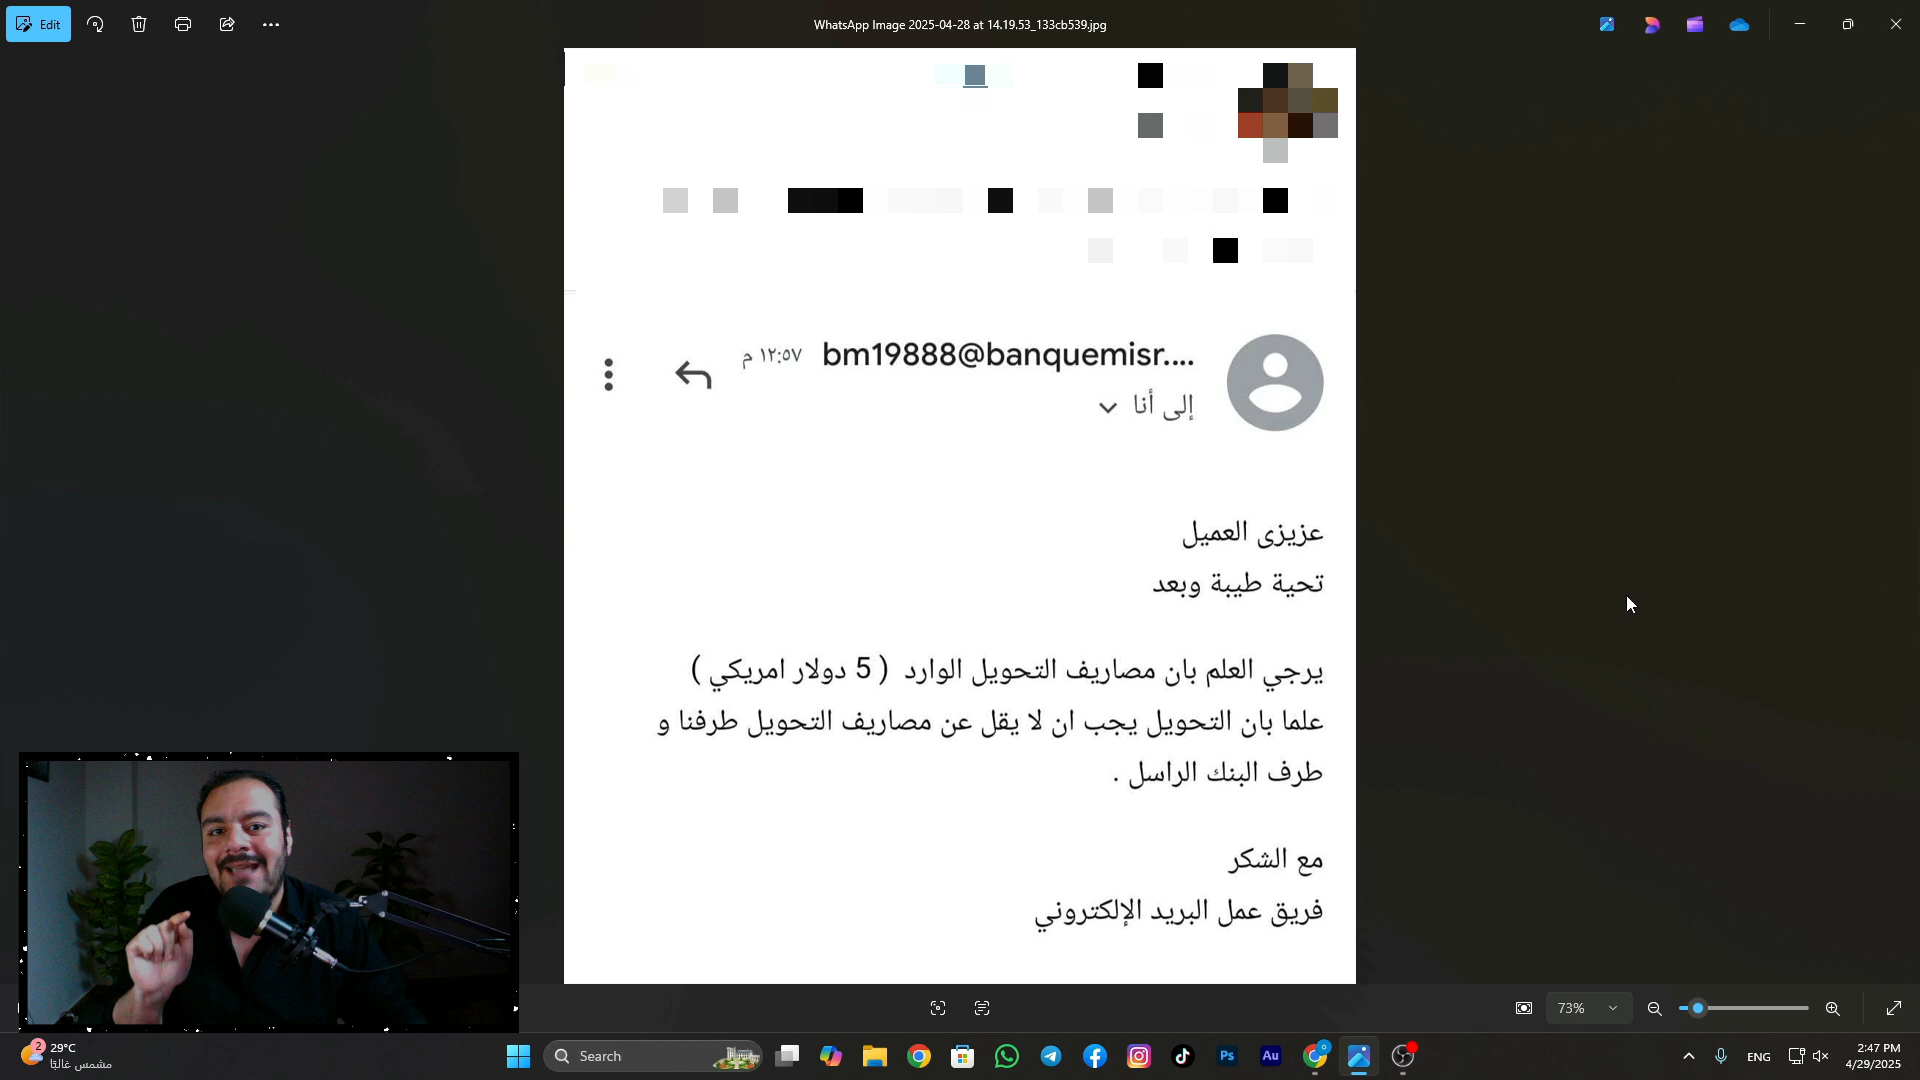 Edit
WhatsApp Image 2025-04-28 at 14.19.53_133cb539.jpg
bm19888@banquemisr.... ١٢:٥٧ م
إلى أنا
عزيزى العميل
تحية طيبة وبعد
يرجي العلم بان مصاريف التحويل الوارد ( 5 دولار امريكي )
علما بان التحويل يجب ان لا يقل عن مصاريف التحويل طرفنا و
طرف البنك الراسل .
مع الشكر
فريق عمل البريد الإلكتروني
73%
2
29°C
مشمس غالبًا
Search
Ps
Au
ENG
2:47 PM
4/29/2025